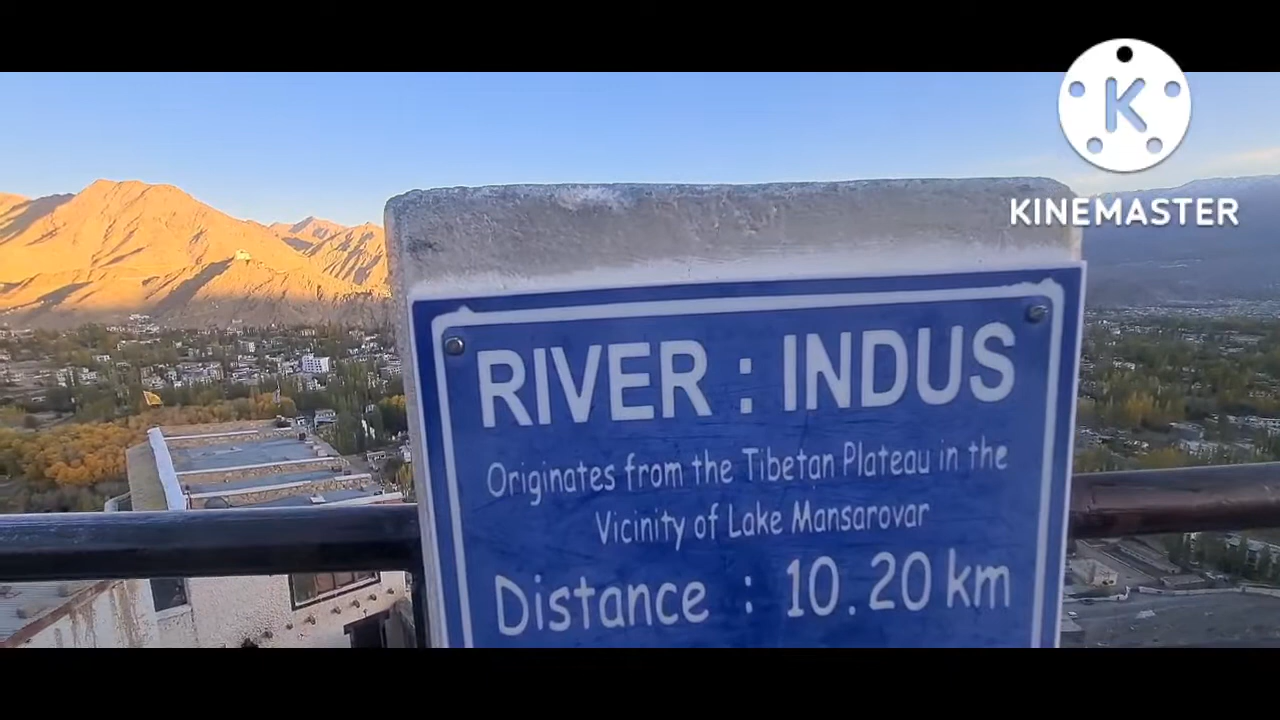 K
KINEMASTER
RIVER : INDUS
Originates from the Tibetan Plateau in the
Vicinity of Lake Mansarovar
Distance : 10.20 km